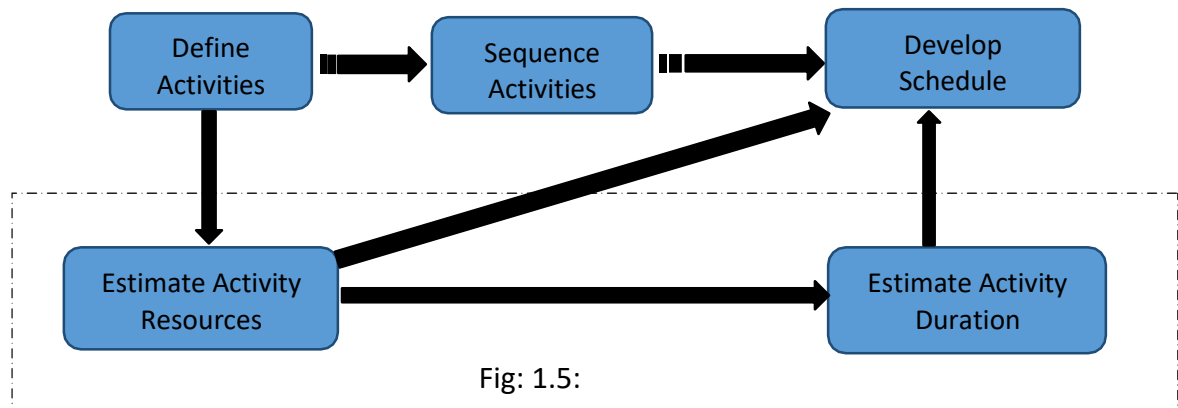 Define
Activities
Sequence
Activities
Develop
Schedule
Estimate Activity
Resources
Estimate Activity
Duration
Fig: 1.5: